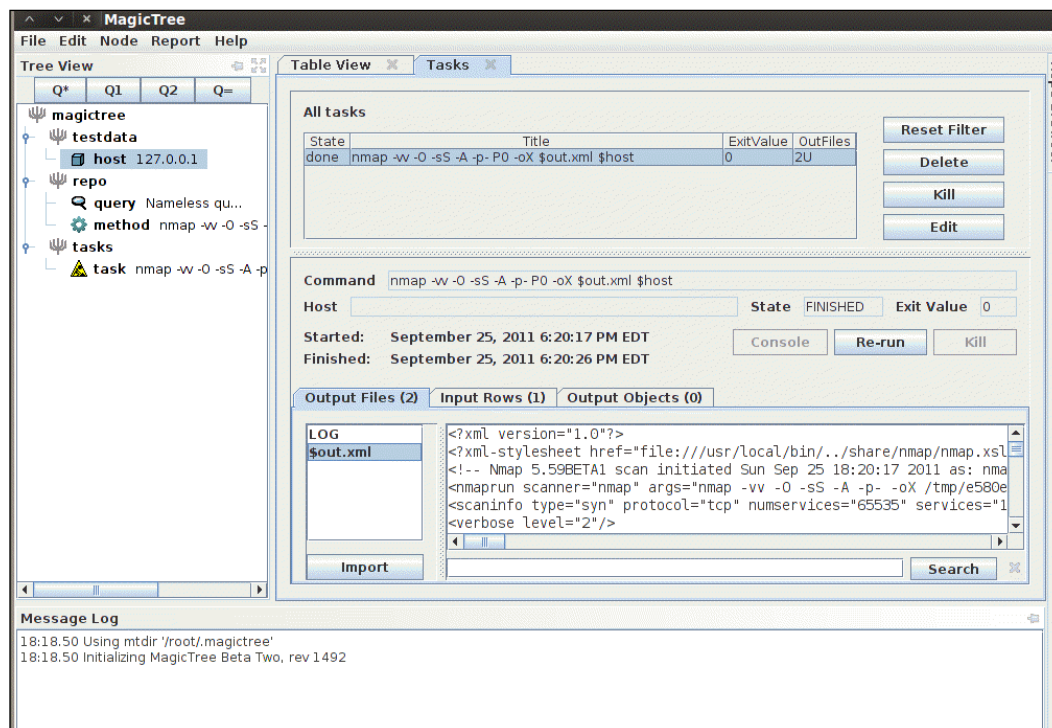 MagicTree
File Edit Node Report Help
Tree View
Q* Q1 Q2 Q=
magictree
testdata
host 127.0.0.1
repo
query Nameless qu...
method nmap -vv -O -sS -
tasks
task nmap -vv -O -sS -A -p
Table View Tasks
All tasks
State Title ExitValue OutFiles
done nmap -vv -O -sS -A -p- P0 -oX $out.xml $host 0 2U
Reset Filter
Delete
Kill
Edit
Command nmap -vv -O -sS -A -p- P0 -oX $out.xml $host
Host State FINISHED Exit Value 0
Started: September 25, 2011 6:20:17 PM EDT
Finished: September 25, 2011 6:20:26 PM EDT
Console Re-run Kill
Output Files (2) Input Rows (1) Output Objects (0)
LOG
$out.xml
<?xml version="1.0"?>
<?xml-stylesheet href="file:///usr/local/bin/../share/nmap/nmap.xsl
<!-- Nmap 5.59BETA1 scan initiated Sun Sep 25 18:20:17 2011 as: nma
<nmaprun scanner="nmap" args="nmap -vv -O -sS -A -p- -oX /tmp/e580e
<scaninfo type="syn" protocol="tcp" numservices="65535" services="1
<verbose level="2"/>
Import
Search
Message Log
18:18.50 Using mtdir '/root/.magictree'
18:18.50 Initializing MagicTree Beta Two, rev 1492